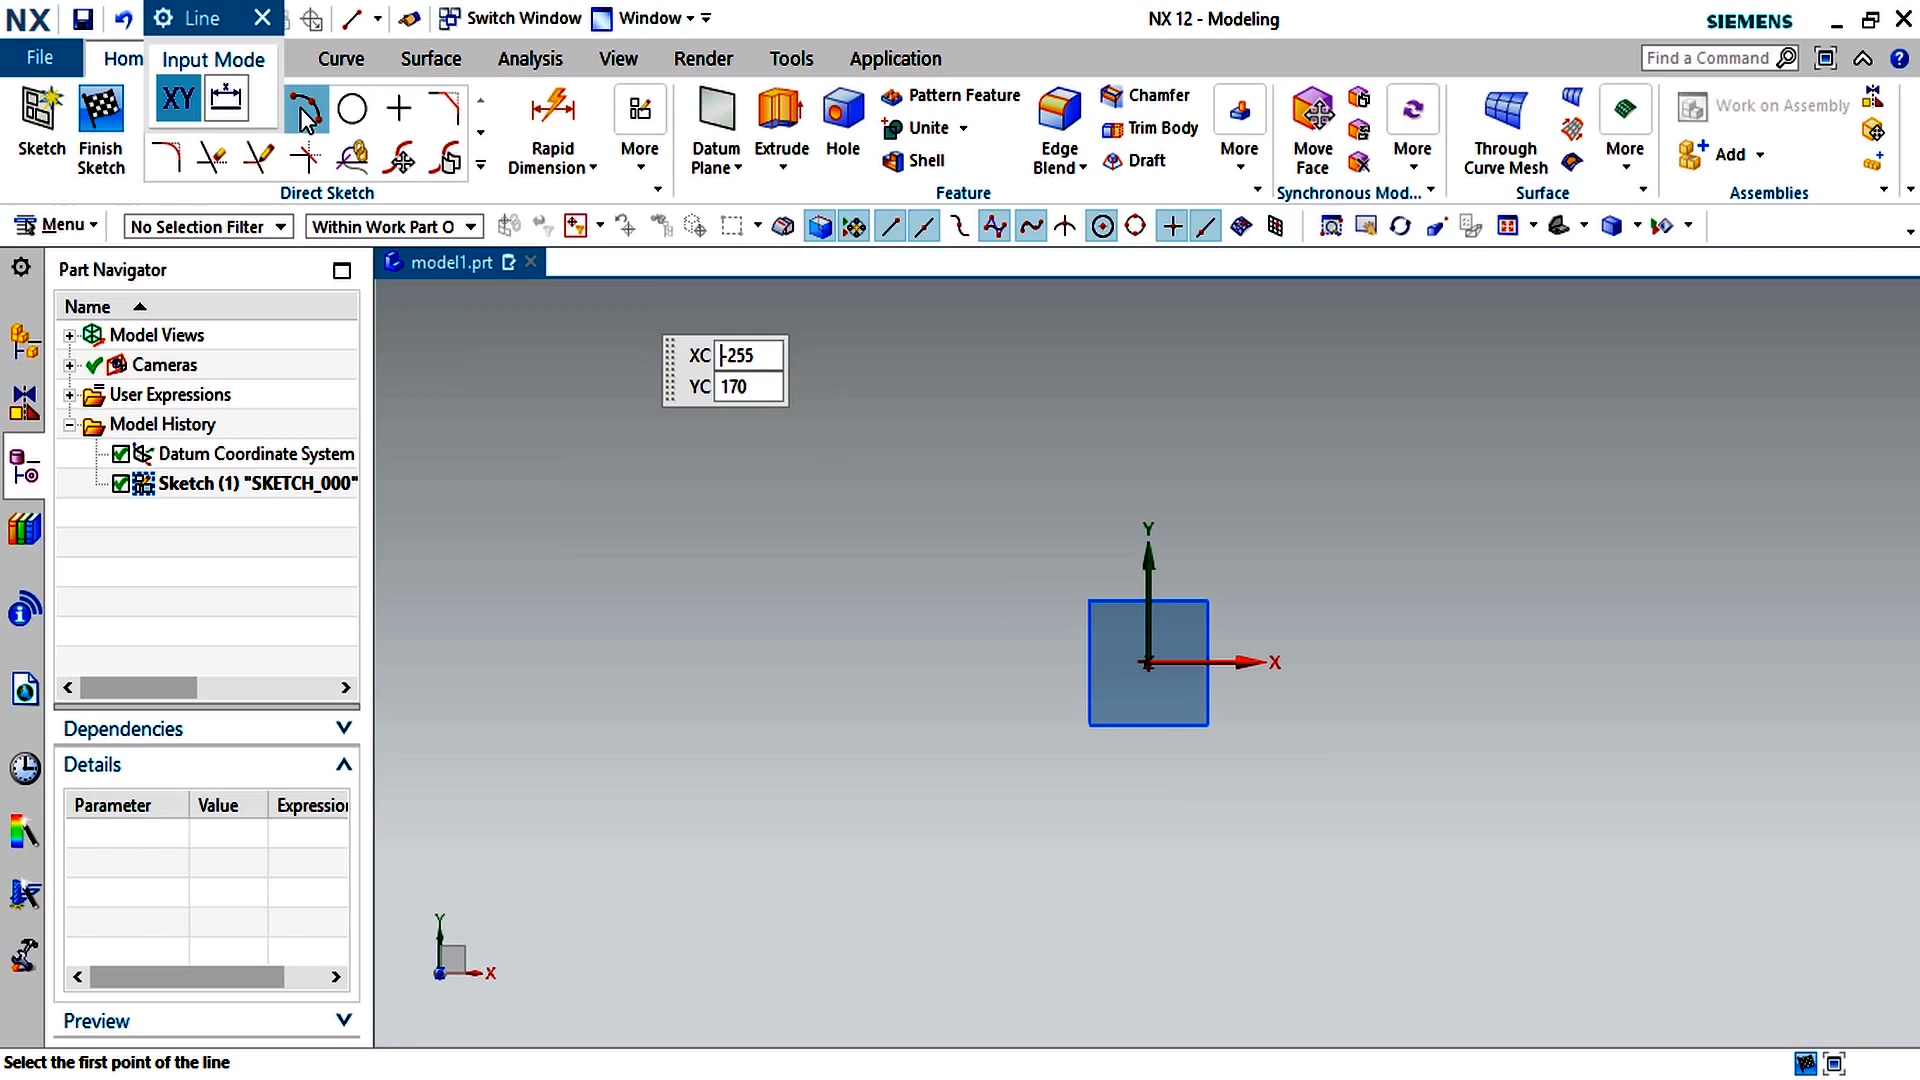 NX
Line
Switch Window
Window
NX 12 - Modeling
SIEMENS
File
Hom
Input Mode
Curve
Surface
Analysis
View
Render
Tools
Application
Find a Command
XY
Sketch
Finish
Sketch
Direct Sketch
Rapid
Dimension
More
Datum
Plane
Extrude
Hole
Pattern Feature
Unite
Shell
Edge
Blend
Chamfer
Trim Body
Draft
More
Feature
Move
Face
More
Synchronous Mod...
Through
Curve Mesh
More
Surface
Work on Assembly
Add
Assemblies
Menu
No Selection Filter
Within Work Part O
Part Navigator
model1.prt
Name
Model Views
Cameras
User Expressions
Model History
Datum Coordinate System
Sketch (1) "SKETCH_000"
XC -255
YC 170
Y
X
Dependencies
Details
Parameter
Value
Expression
Y
X
Preview
Select the first point of the line